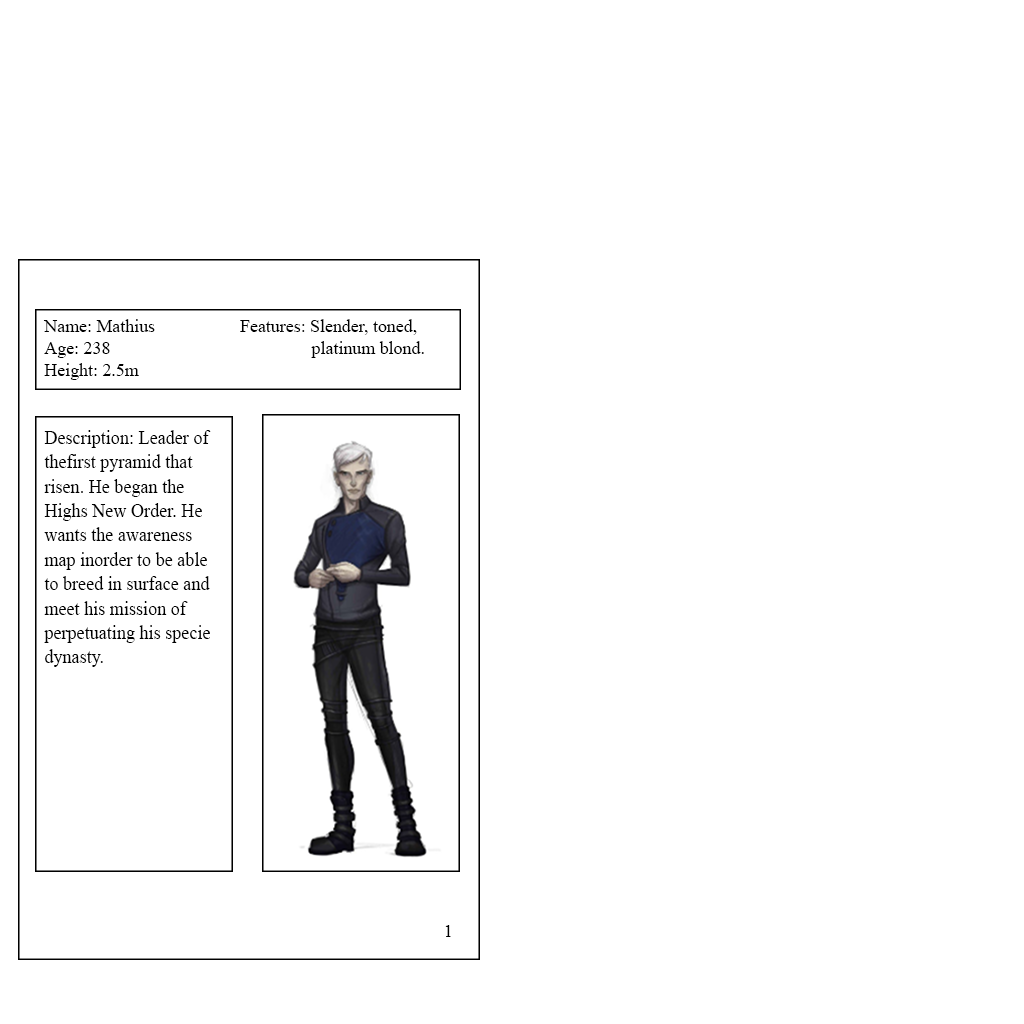 Name: Mathius
Age: 238
Height: 2.5m
Features: Slender, toned,
platinum blond.
Description: Leader of
thefirst pyramid that
risen. He began the
Highs New Order. He
wants the awareness
map inorder to be able
to breed in surface and
meet his mission of
perpetuating his specie
dynasty.
1